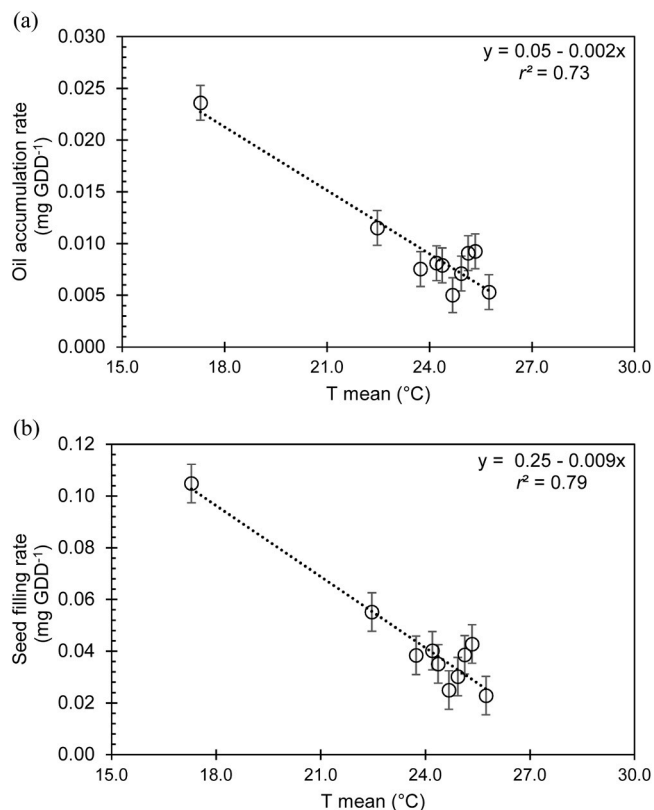 (a)
y = 0.05 - 0.002x
r² = 0.73
Oil accumulation rate
(mg GDD⁻¹)
0.030
0.025
0.020
0.015
0.010
0.005
0.000
15.0 18.0 21.0 24.0 27.0 30.0
T mean (°C)
(b)
y = 0.25 - 0.009x
r² = 0.79
Seed filling rate
(mg GDD⁻¹)
0.12
0.10
0.08
0.06
0.04
0.02
0.00
15.0 18.0 21.0 24.0 27.0 30.0
T mean (°C)